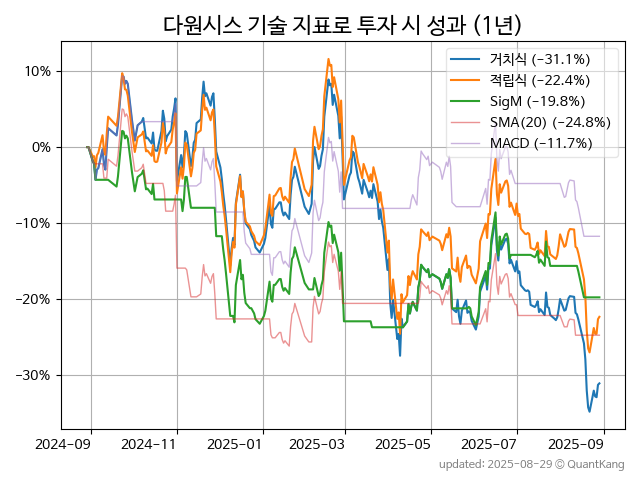 다원시스 기술 지표로 투자 시 성과 (1년)
거치식 (−31.1%)
적립식 (−22.4%)
SigM (−19.8%)
SMA(20) (−24.8%)
MACD (−11.7%)
10%
0%
−10%
−20%
−30%
2024-09 2024-11 2025-01 2025-03 2025-05 2025-07 2025-09
updated: 2025-08-29 © QuantKang